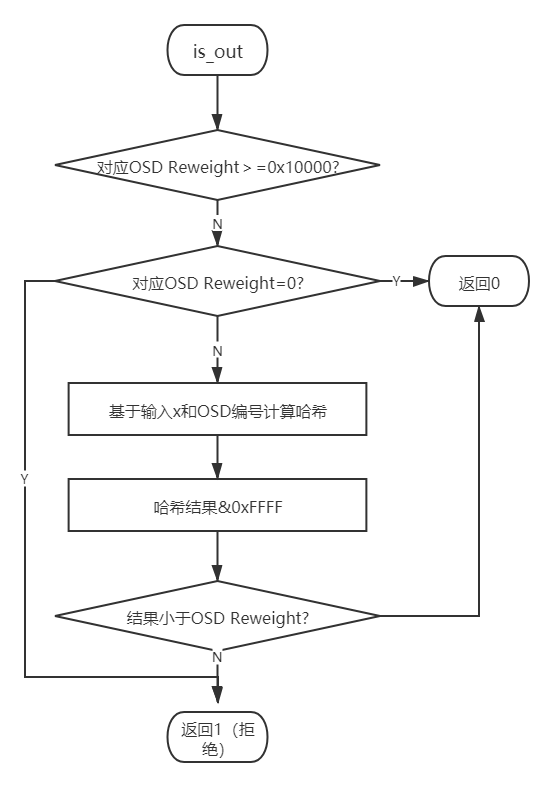 is_out
对应OSD Reweight＞=0x10000?
N
对应OSD Reweight=0?
Y
返回0
N
基于输入x和OSD编号计算哈希
Y
哈希结果&0xFFFF
结果小于OSD Reweight?
N
返回1（拒
绝）